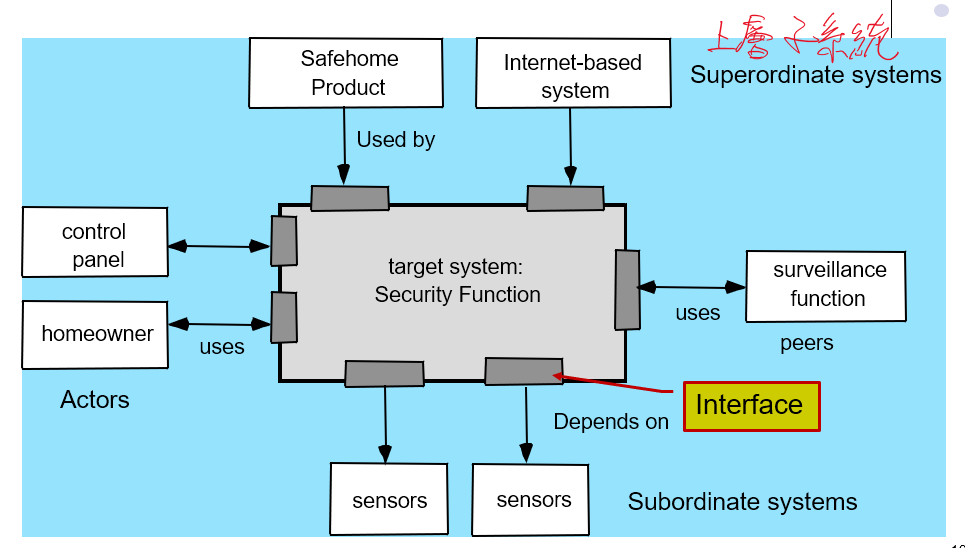 上層子系統
Safehome
Product
Internet-based
system
Superordinate systems
Used by
control
panel
target system:
Security Function
surveillance
function
homeowner
uses
uses
peers
Actors
Interface
Depends on
sensors
sensors
Subordinate systems